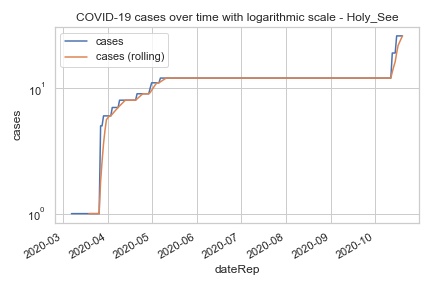 COVID-19 cases over time with logarithmic scale - Holy_See
cases
cases (rolling)
10¹
10⁰
cases
2020-03
2020-04
2020-05
2020-06
2020-07
2020-08
2020-09
2020-10
dateRep